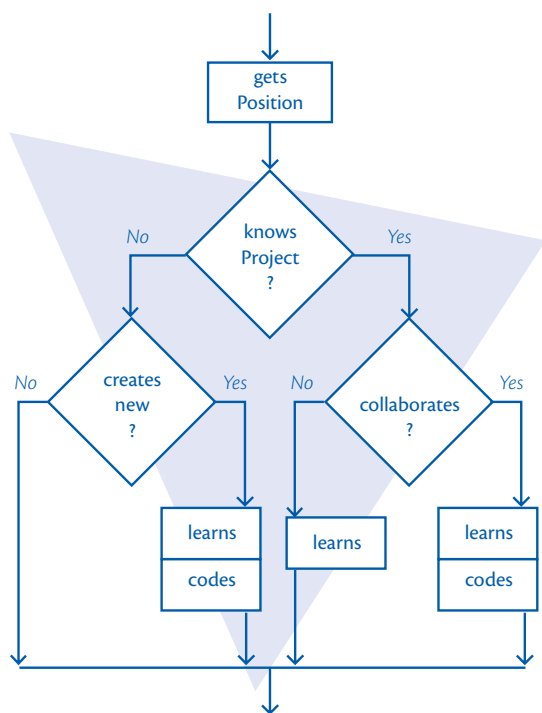 gets
Position
knows
Project
?
No
Yes
creates
new
?
No
Yes
collaborates
?
No
Yes
learns
codes
learns
learns
codes